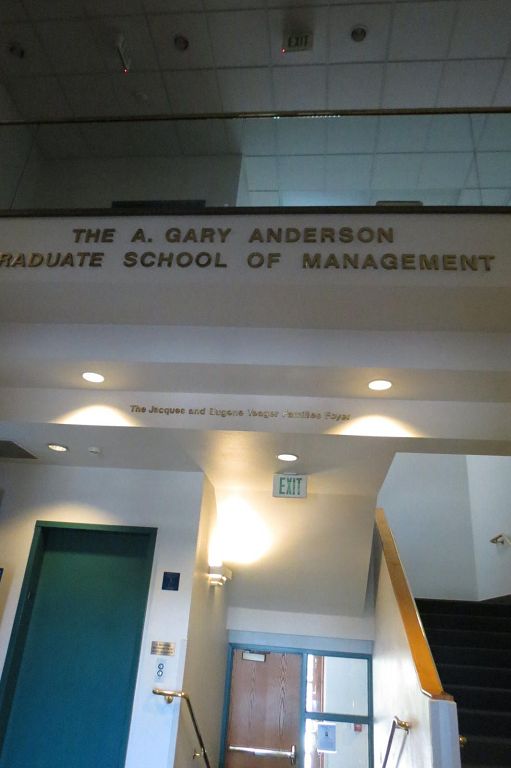 EXIT
THE A. GARY ANDERSON
RADUATE SCHOOL OF MANAGEMENT
The Jacques and Eugene Yeager Families Foyer
EXIT